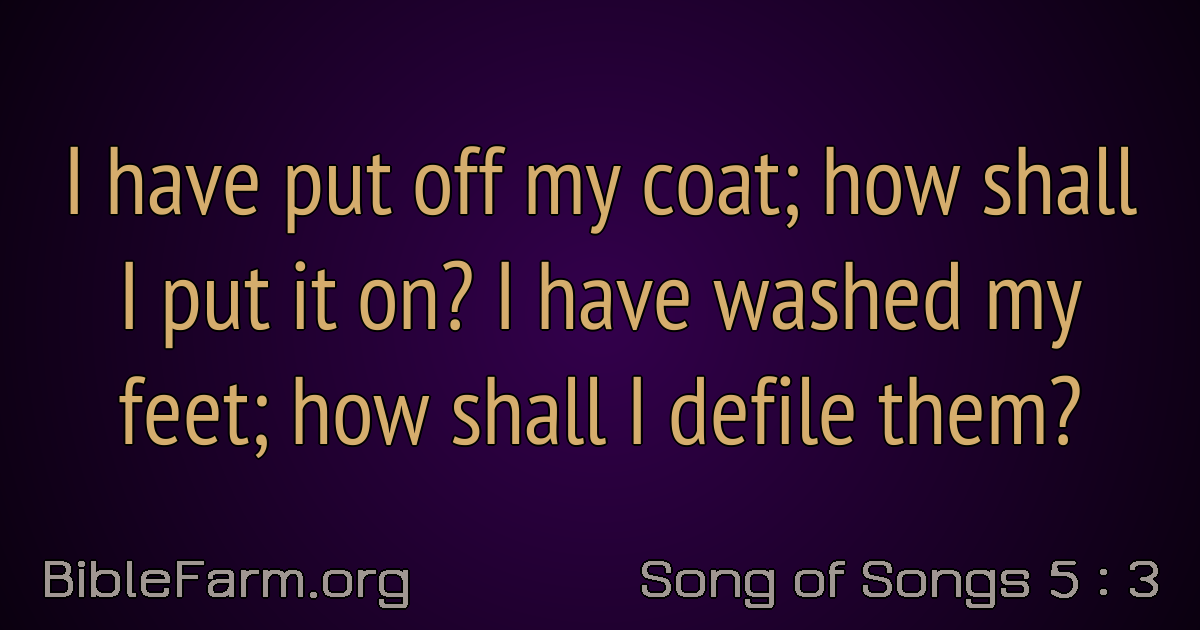 I have put off my coat; how shall
I put it on? I have washed my
feet; how shall I defile them?
BibleFarm.org
Song of Songs 5 : 3